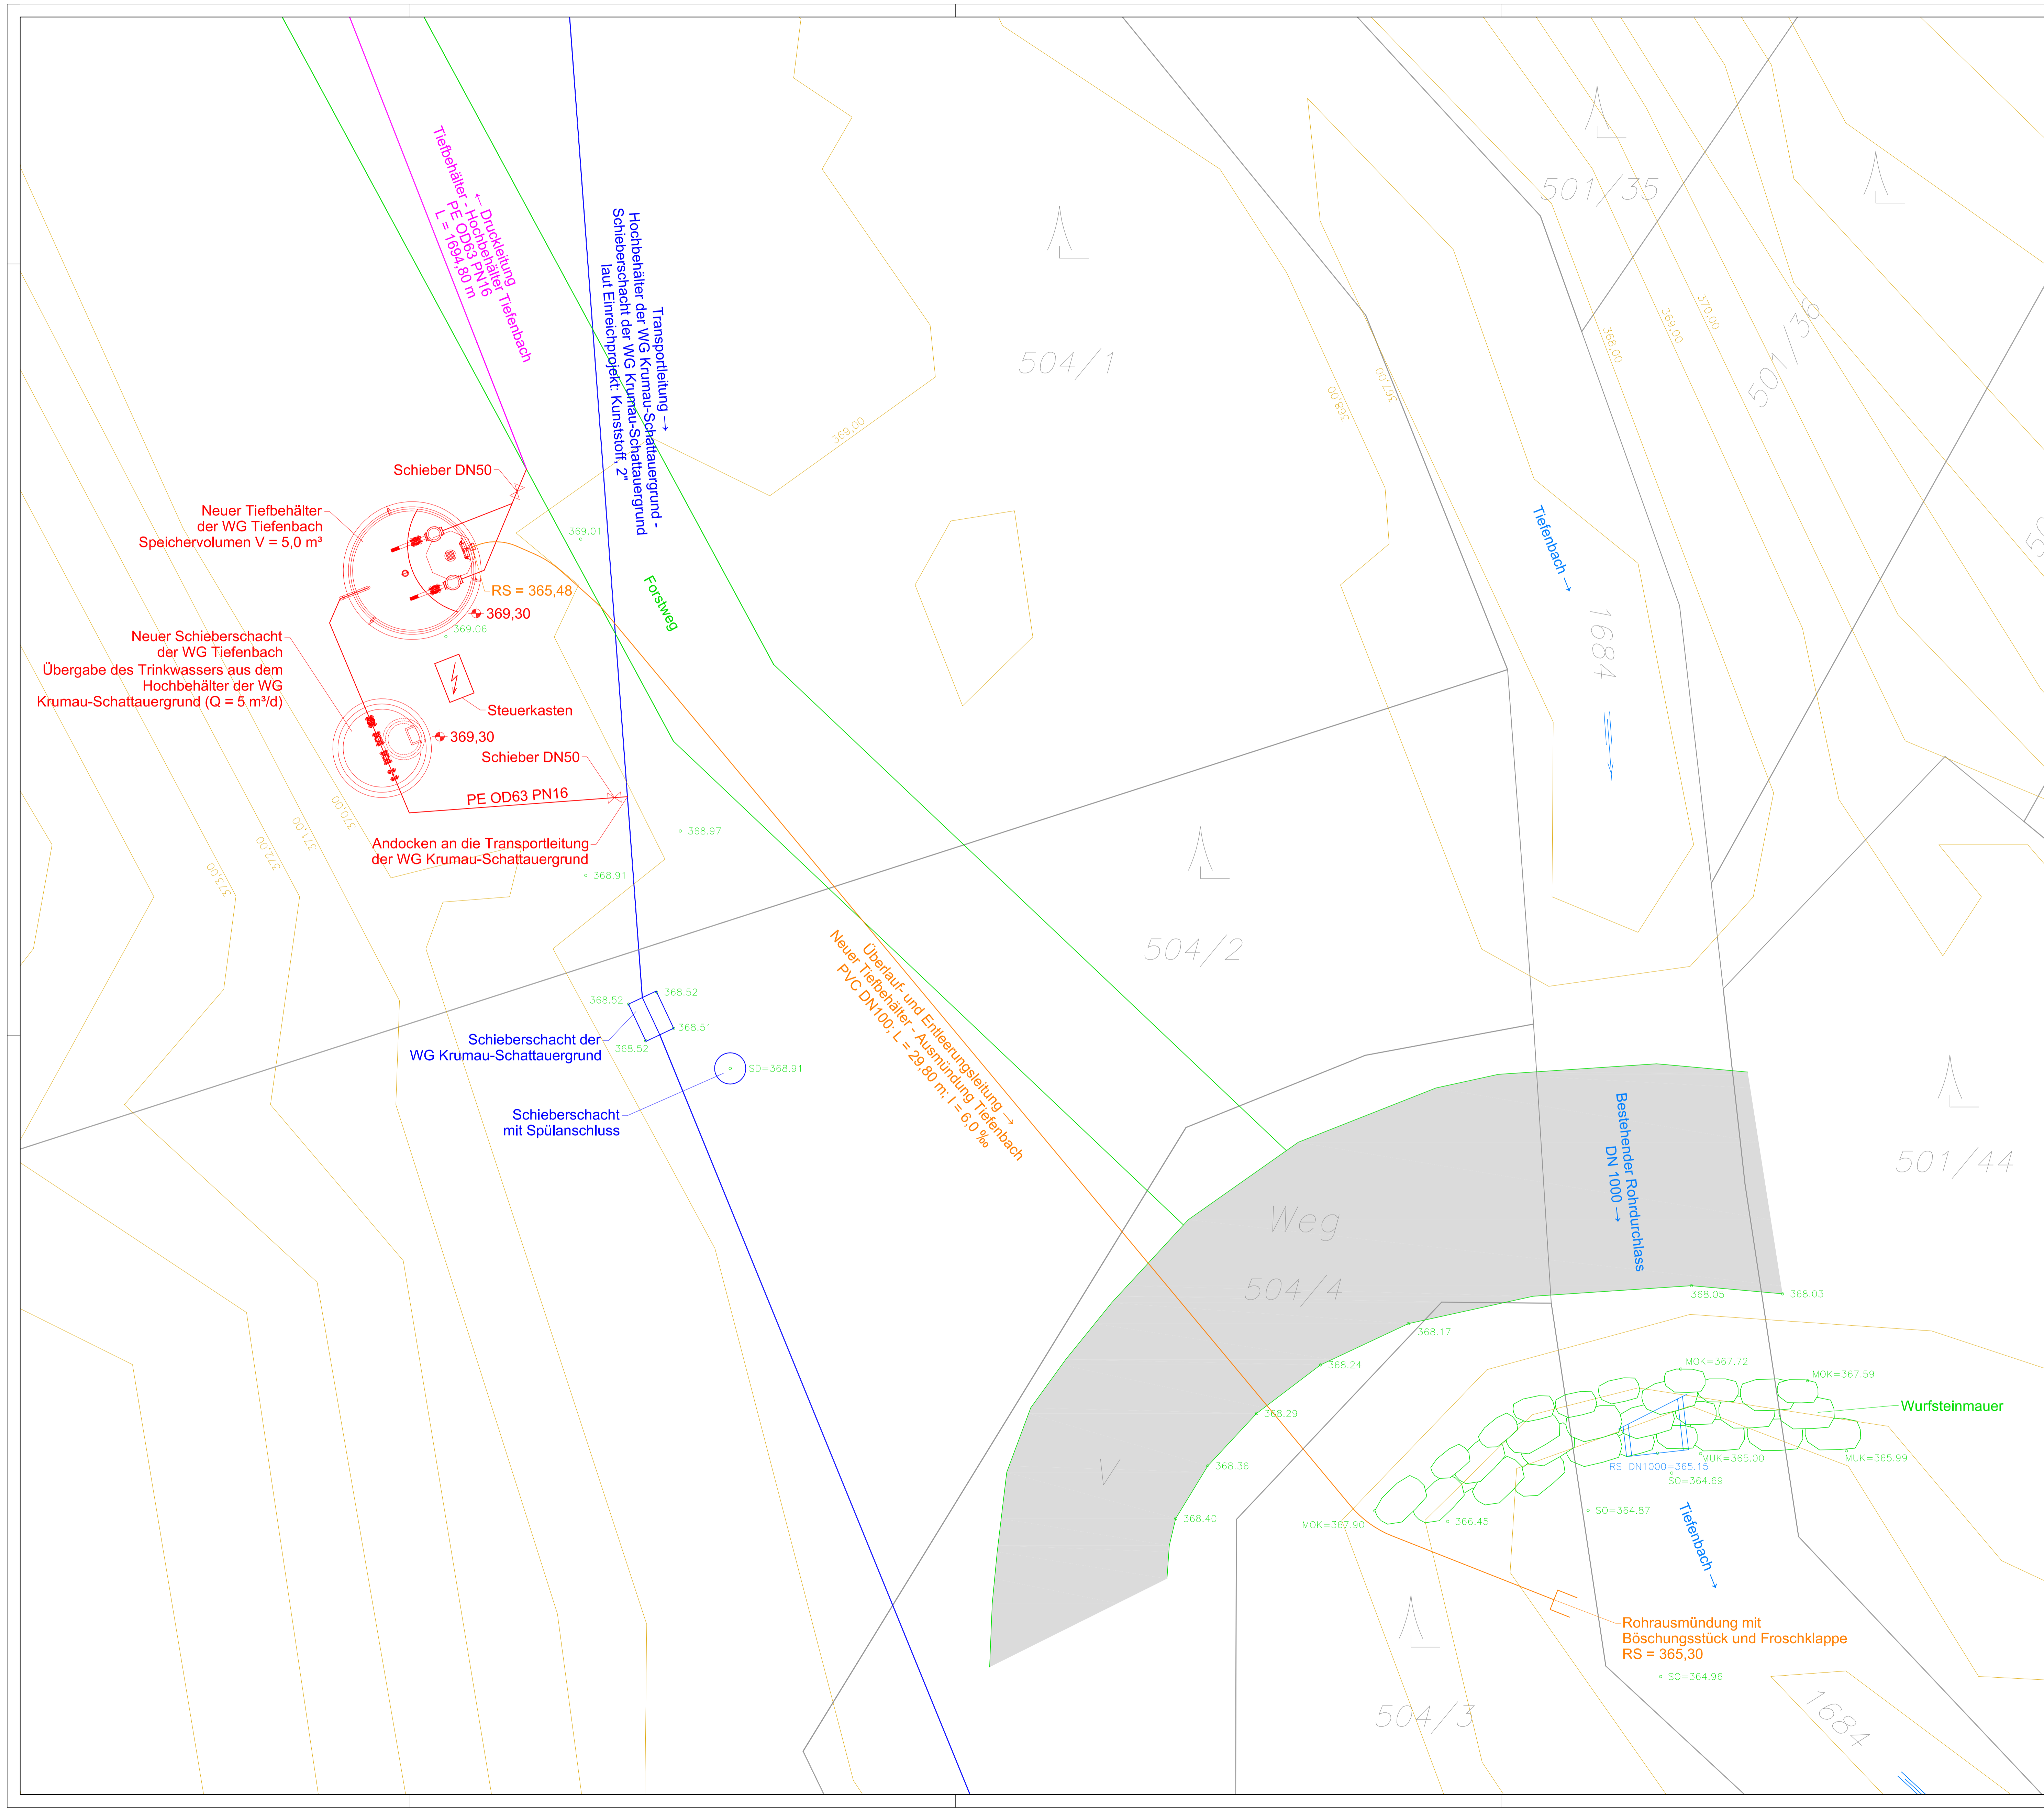 ← Druckleitung
Tiefbehälter - Hochbehälter Tiefenbach
PE OD63 PN16
L = 1694,80 m
Transportleitung →
Hochbehälter der WG Krumau-Schattauergrund -
Schieberschacht der WG Krumau-Schattauergrund
laut Einreichprojekt: Kunststoff, 2"
501/35
504/1
501/36
370,00
369,00
368,00
367,00
368,00
369,00
Schieber DN50
Neuer Tiefbehälter
der WG Tiefenbach
Speichervolumen V = 5,0 m³
369.01
RS = 365,48
369,30
369.06
Forstweg
Tiefenbach →
1684
Neuer Schieberschacht
der WG Tiefenbach
Übergabe des Trinkwassers aus dem
Hochbehälter der WG
Krumau-Schattauergrund (Q = 5 m³/d)
Steuerkasten
369,30
Schieber DN50
PE OD63 PN16
Andocken an die Transportleitung
der WG Krumau-Schattauergrund
370,00
371,00
372,00
373,00
368.97
368.91
504/2
Überlauf- und Entleerungsleitung →
Neuer Tiefbehälter - Ausmündung Tiefenbach
PVC DN100; L = 29,80 m; I = 6,0 ‰
368.52
368.52
368.51
368.52
Schieberschacht der
WG Krumau-Schattauergrund
SD=368.91
Schieberschacht
mit Spülanschluss
Bestehender Rohrdurchlass
DN 1000 →
501/44
Weg
504/4
368.05
368.03
368.17
368.24
368.29
368.36
368.40
V
MOK=367.72
MOK=367.59
Wurfsteinmauer
RS DN1000=365.15
MUK=365.00
MUK=365.99
SO=364.69
SO=364.87
MOK=367.90
366.45
Tiefenbach →
Rohrausmündung mit
Böschungsstück und Froschklappe
RS = 365,30
SO=364.96
504/3
1684